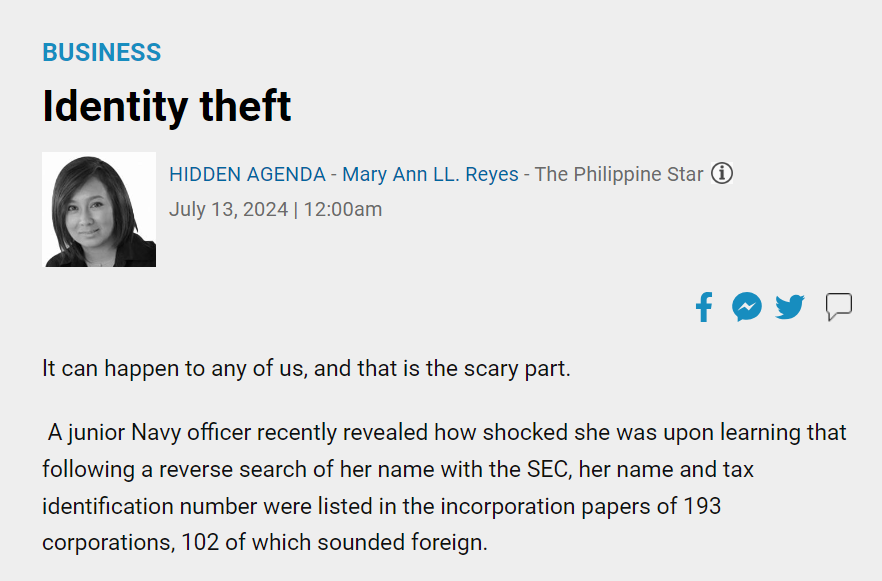 BUSINESS
Identity theft
HIDDEN AGENDA - Mary Ann LL. Reyes - The Philippine Star
July 13, 2024 | 12:00am
It can happen to any of us, and that is the scary part.
A junior Navy officer recently revealed how shocked she was upon learning that
following a reverse search of her name with the SEC, her name and tax
identification number were listed in the incorporation papers of 193
corporations, 102 of which sounded foreign.